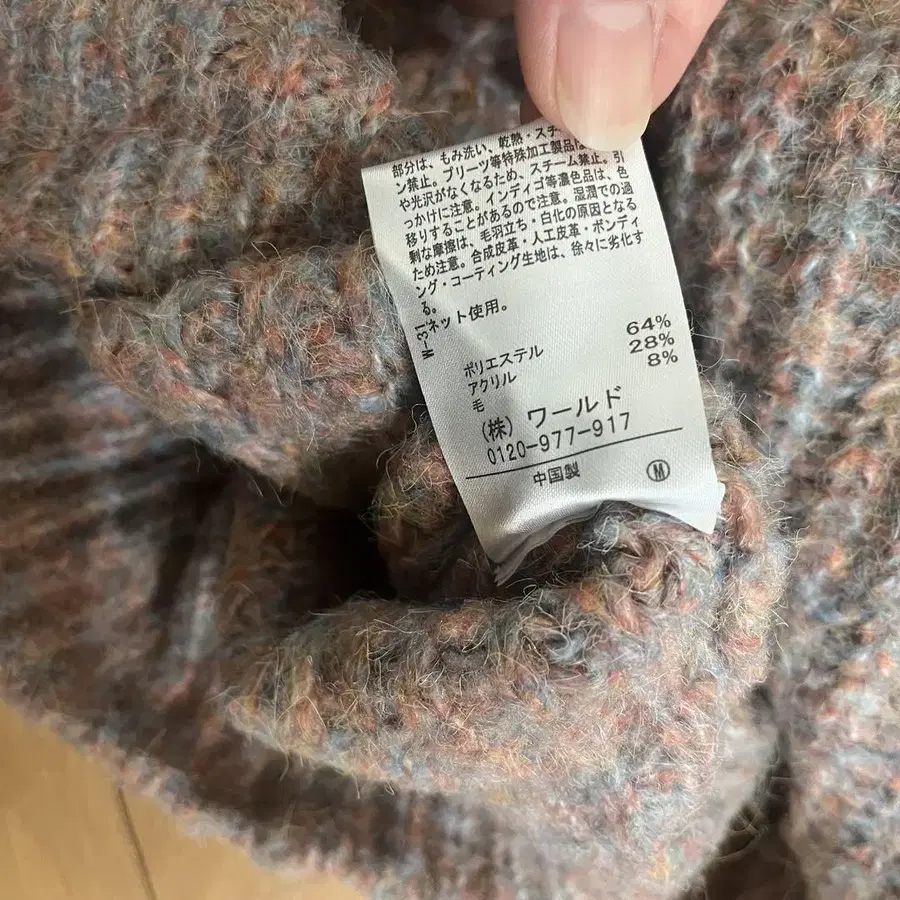 部分は、もみ洗い、乾熱・スチ
ン禁止。プリーツ等特殊加工製品は
や光沢がなくなるため、スチーム禁止。引
っかけに注意。インディゴ等濃色品は、色
移りすることがあるので注意。湿潤での過
剰な摩擦は、毛羽立ち・白化の原因となる
ため注意。合成皮革・人工皮革・ボンディ
ング・コーティング生地は、徐々に劣化す
る。
ネット使用。
W-31
ポリエステル 64%
アクリル 28%
毛 8%
(株) ワールド
0120-977-917
中国製 M